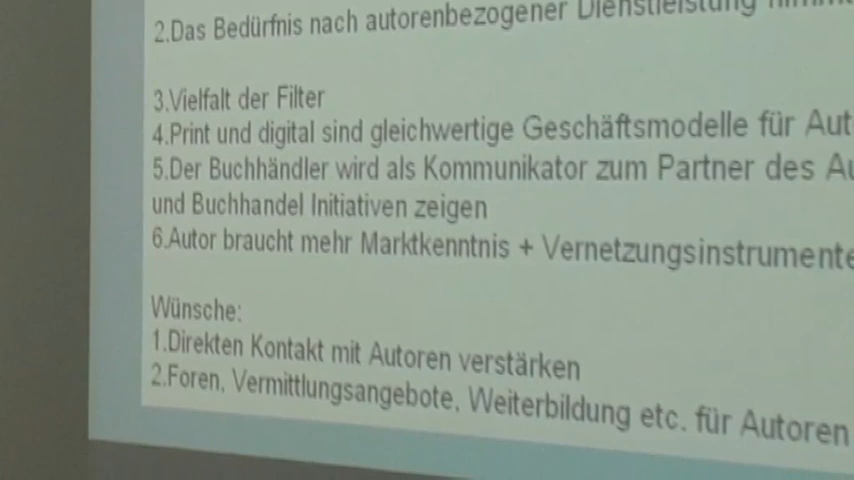 2.Das Bedürfnis nach autorenbezogener Dienstleistung
3.Vielfalt der Filter
4.Print und digital sind gleichwertige Geschäftsmodelle für
5.Der Buchhändler wird als Kommunikator zum Partner des
und Buchhandel Initiativen zeigen
6.Autor braucht mehr Marktkenntnis + Vernetzungsinstrumente
Wünsche:
1.Direkten Kontakt mit Autoren verstärken
2.Foren, Vermittlungsangebote, Weiterbildung etc. für Autoren